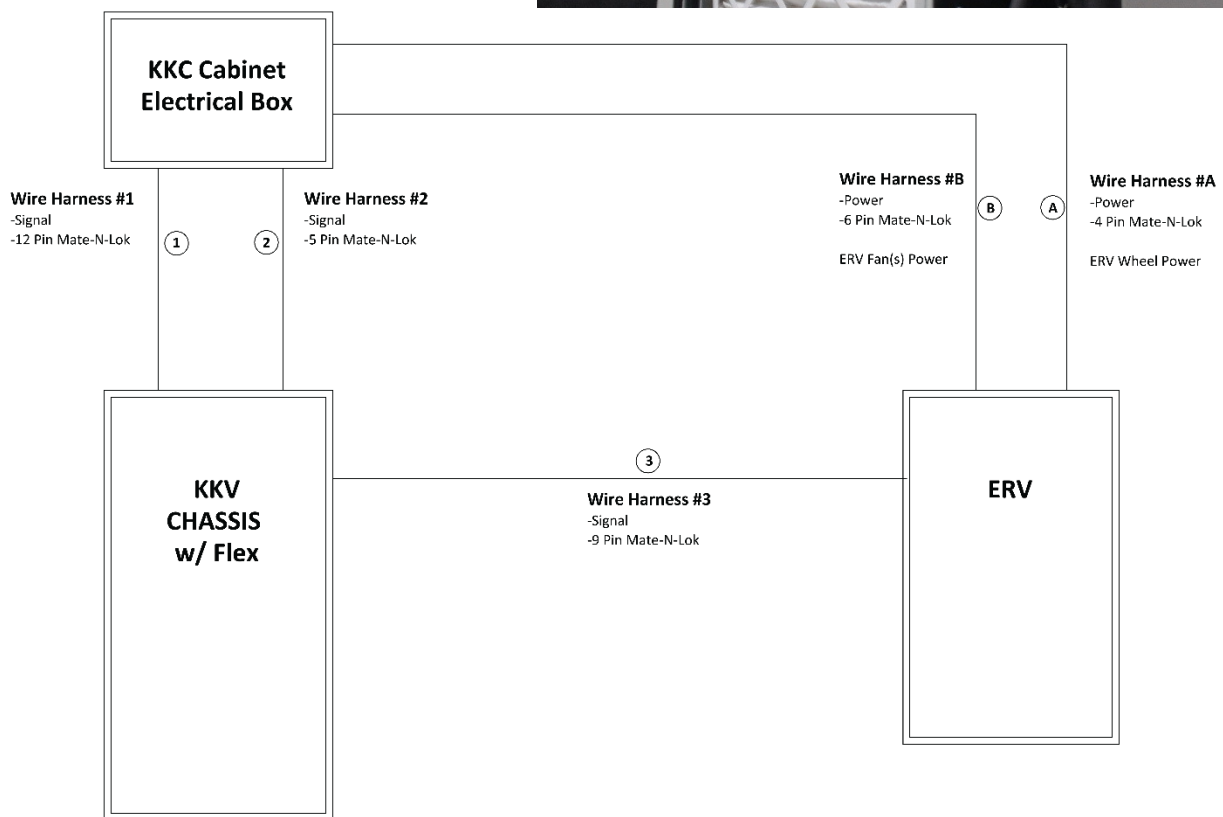 KKC Cabinet
Electrical Box
Wire Harness #1
-Signal
-12 Pin Mate-N-Lok
1
2
Wire Harness #2
-Signal
-5 Pin Mate-N-Lok
Wire Harness #B
-Power
-6 Pin Mate-N-Lok
ERV Fan(s) Power
B
A
Wire Harness #A
-Power
-4 Pin Mate-N-Lok
ERV Wheel Power
KKV
CHASSIS
w/ Flex
3
Wire Harness #3
-Signal
-9 Pin Mate-N-Lok
ERV